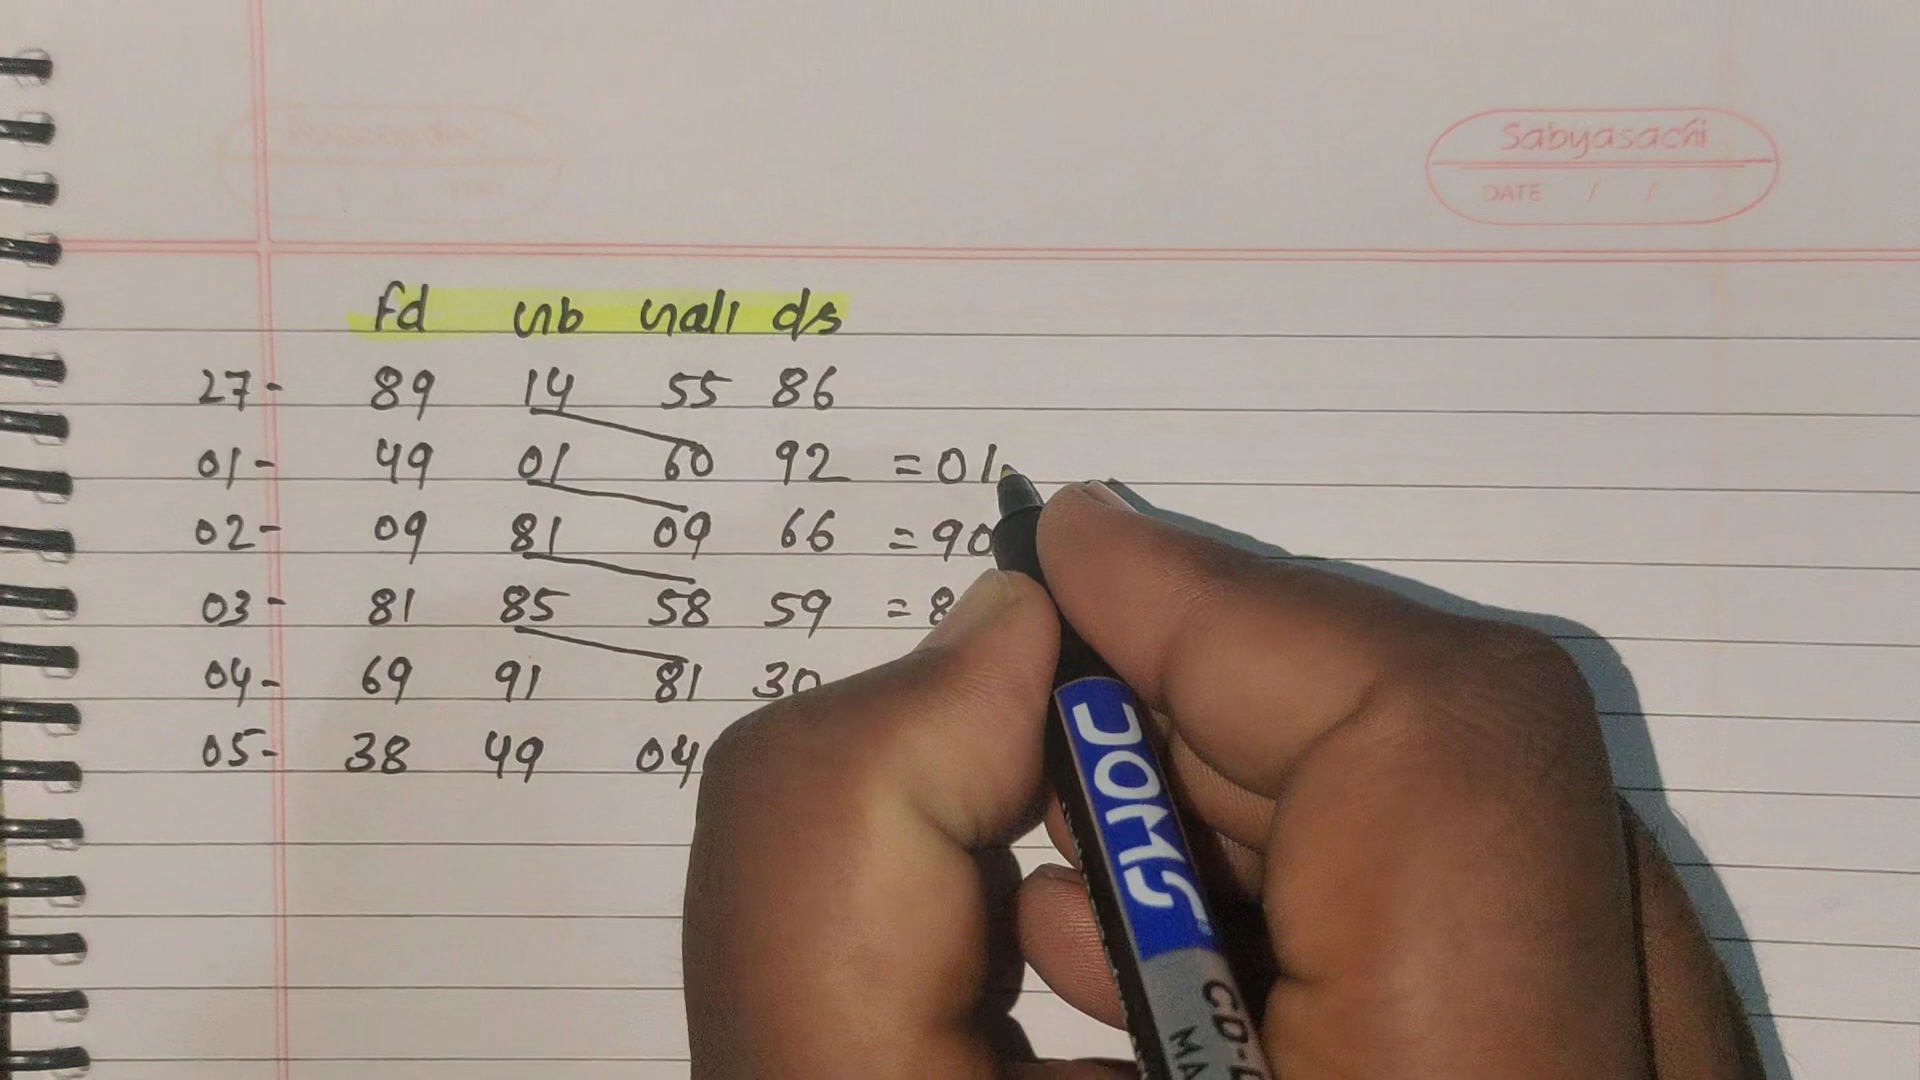 Sabyasachi
DATE / /
Fd gb gali ds
27- 89 14 55 86
01- 49 01 60 92 = 01
02- 09 81 09 66 = 90
03- 81 85 58 59 = 8
04- 69 91 81 30
05- 38 49 04
DOMS
CD-
MA